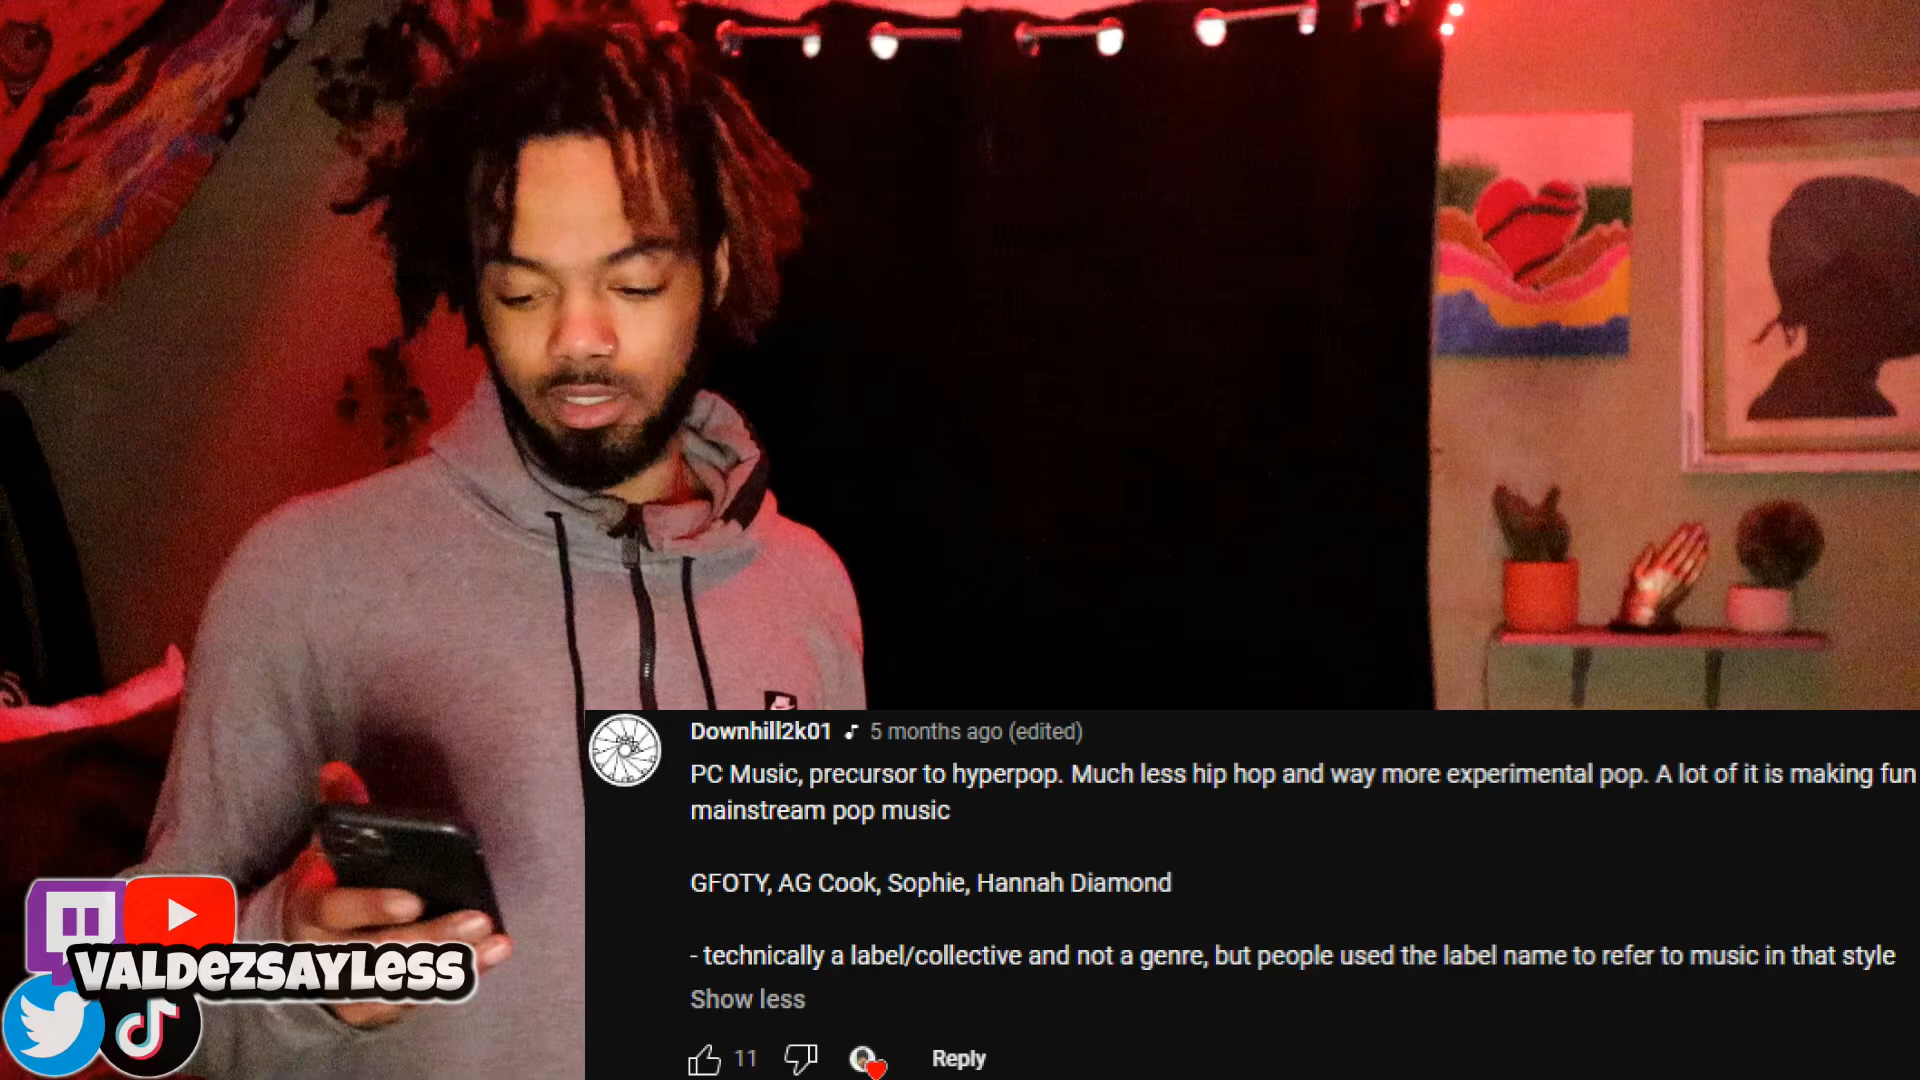 Downhill2k01 5 months ago (edited)
PC Music, precursor to hyperpop. Much less hip hop and way more experimental pop. A lot of it is making fun
mainstream pop music
GFOTY, AG Cook, Sophie, Hannah Diamond
- technically a label/collective and not a genre, but people used the label name to refer to music in that style
Show less
11 Reply
VALDEZSAYLESS